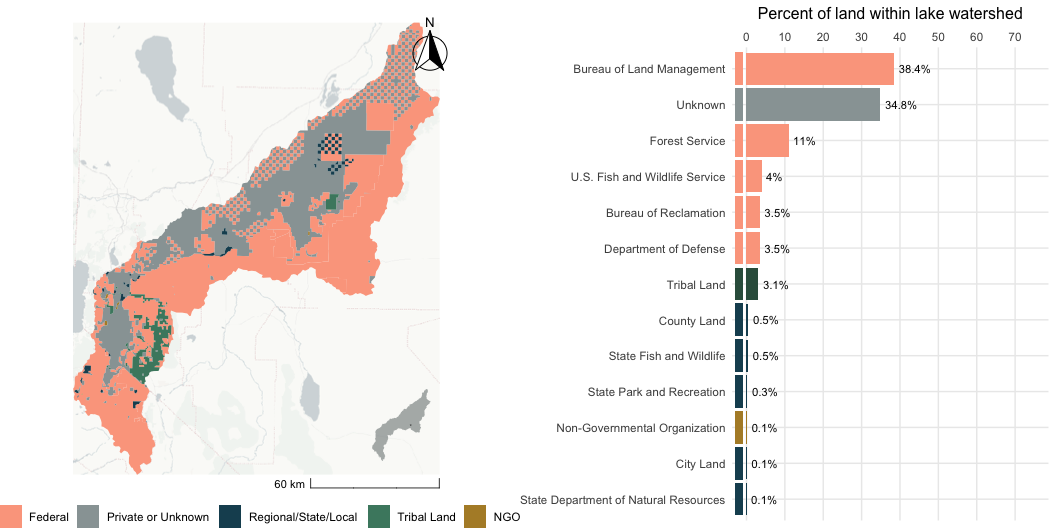 N
60 km
Federal
Private or Unknown
Regional/State/Local
Tribal Land
NGO
Percent of land within lake watershed
0 10 20 30 40 50 60 70
Bureau of Land Management 38.4%
Unknown 34.8%
Forest Service 11%
U.S. Fish and Wildlife Service 4%
Bureau of Reclamation 3.5%
Department of Defense 3.5%
Tribal Land 3.1%
County Land 0.5%
State Fish and Wildlife 0.5%
State Park and Recreation 0.3%
Non-Governmental Organization 0.1%
City Land 0.1%
State Department of Natural Resources 0.1%